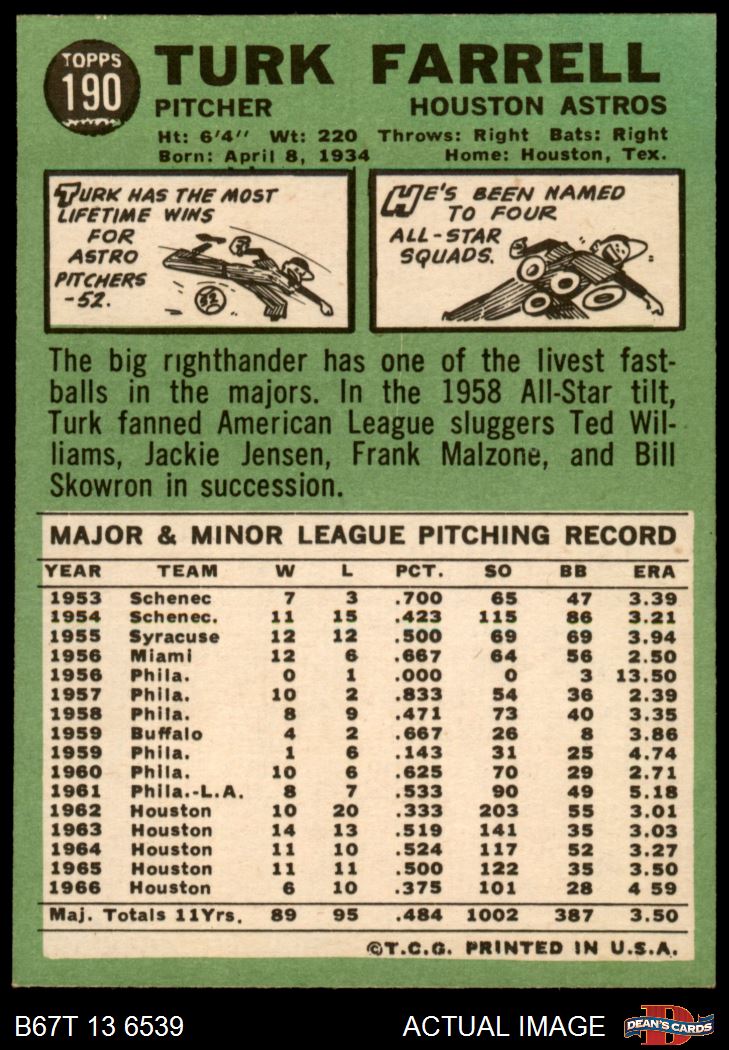 TOPPS
190
TURK FARRELL
PITCHER HOUSTON ASTROS
Ht: 6'4" Wt: 220 Throws: Right Bats: Right
Born: April 8, 1934 Home: Houston, Tex.
TURK HAS THE MOST
LIFETIME WINS
FOR
ASTRO
PITCHERS
-52.
52
HE'S BEEN NAMED
TO FOUR
ALL-STAR
SQUADS.
The big righthander has one of the livest fast-
balls in the majors. In the 1958 All-Star tilt,
Turk fanned American League sluggers Ted Wil-
liams, Jackie Jensen, Frank Malzone, and Bill
Skowron in succession.
MAJOR & MINOR LEAGUE PITCHING RECORD
YEAR TEAM W L PCT. SO BB ERA
1953 Schenec 7 3 .700 65 47 3.39
1954 Schenec. 11 15 .423 115 86 3.21
1955 Syracuse 12 12 .500 69 69 3.94
1956 Miami 12 6 .667 64 56 2.50
1956 Phila. 0 1 .000 0 3 13.50
1957 Phila. 10 2 .833 54 36 2.39
1958 Phila. 8 9 .471 73 40 3.35
1959 Buffalo 4 2 .667 26 8 3.86
1959 Phila. 1 6 .143 31 25 4.74
1960 Phila. 10 6 .625 70 29 2.71
1961 Phila.-L.A. 8 7 .533 90 49 5.18
1962 Houston 10 20 .333 203 55 3.01
1963 Houston 14 13 .519 141 35 3.03
1964 Houston 11 10 .524 117 52 3.27
1965 Houston 11 11 .500 122 35 3.50
1966 Houston 6 10 .375 101 28 4 59
Maj. Totals 11Yrs. 89 95 .484 1002 387 3.50
©T.C.G. PRINTED IN U.S.A.
B67T 13 6539 ACTUAL IMAGE
D
DEAN'S CARDS